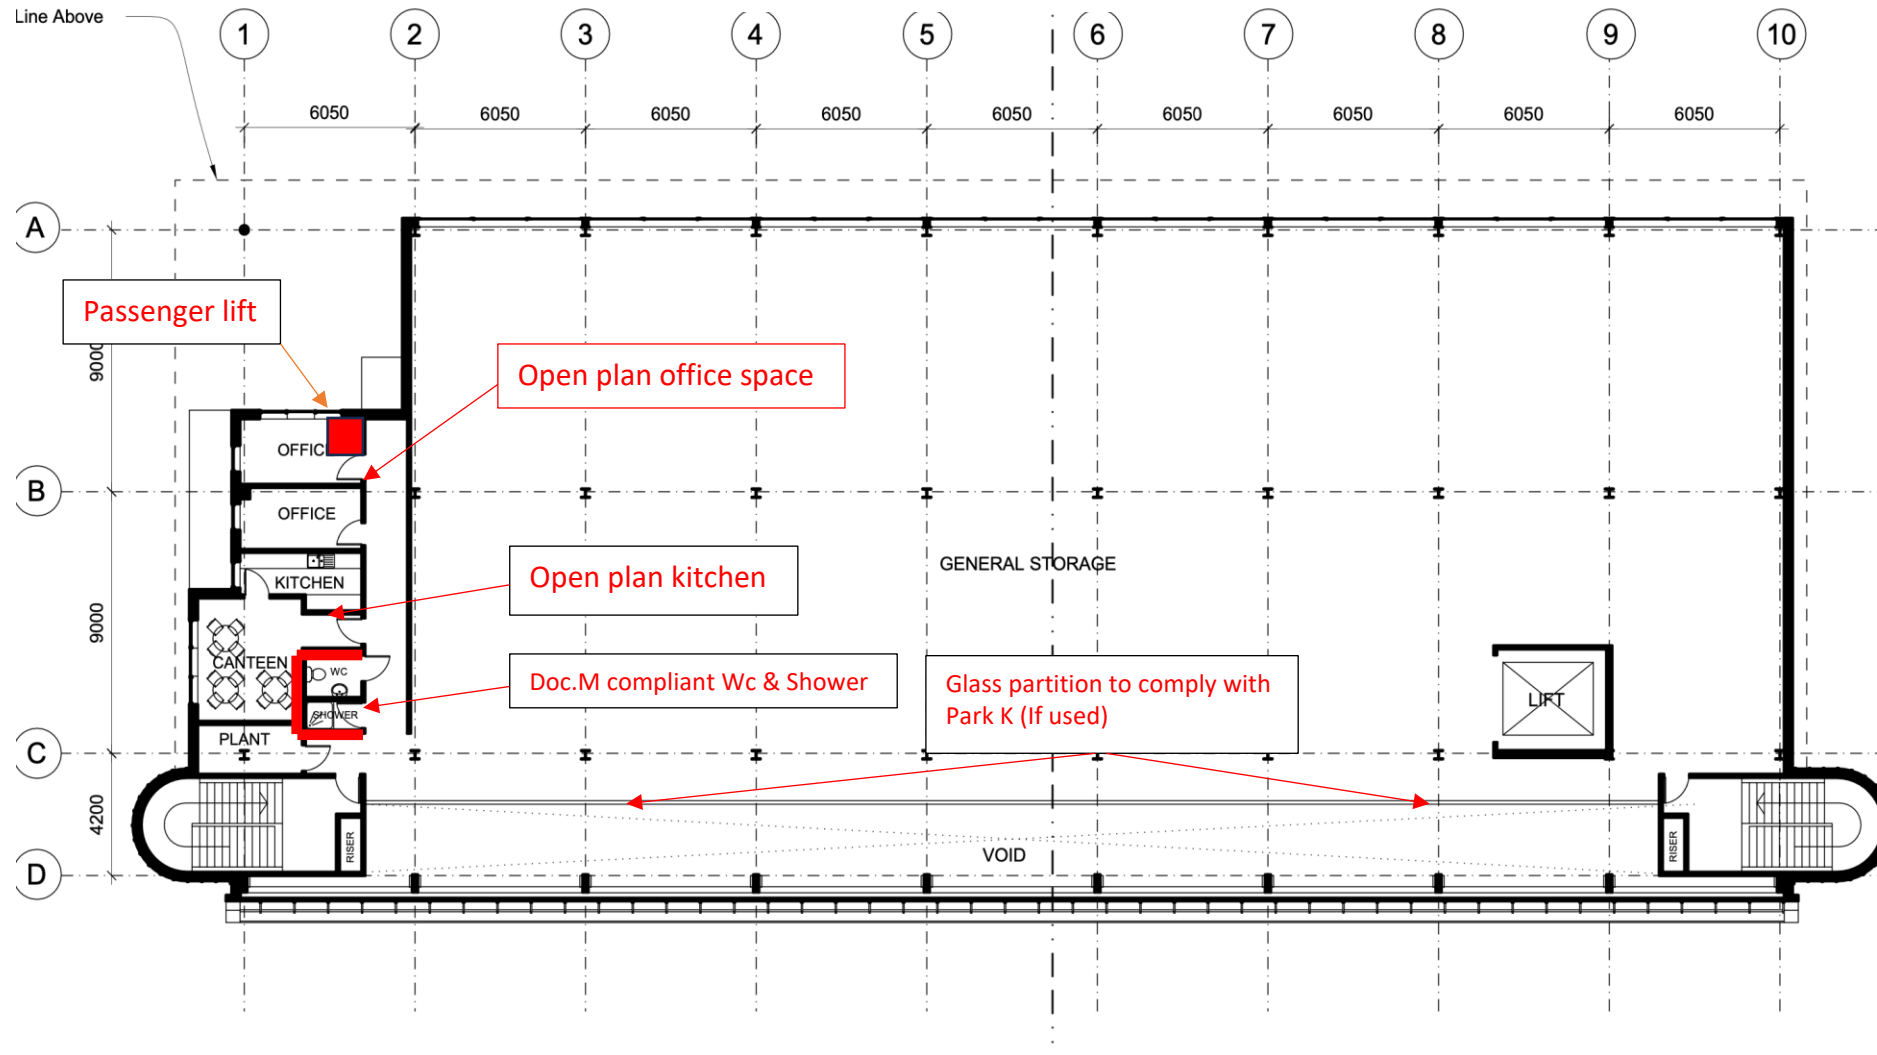 Line Above
1
2
3
4
5
6
7
8
9
10
6050
6050
6050
6050
6050
6050
6050
6050
6050
A
Passenger lift
9000
Open plan office space
OFFIC
B
OFFICE
Open plan kitchen
KITCHEN
GENERAL STORAGE
9000
CANTEEN
WC
Doc.M compliant Wc & Shower
Glass partition to comply with
Park K (If used)
LIFT
SHOWER
PLANT
C
4200
RISER
VOID
RISER
D